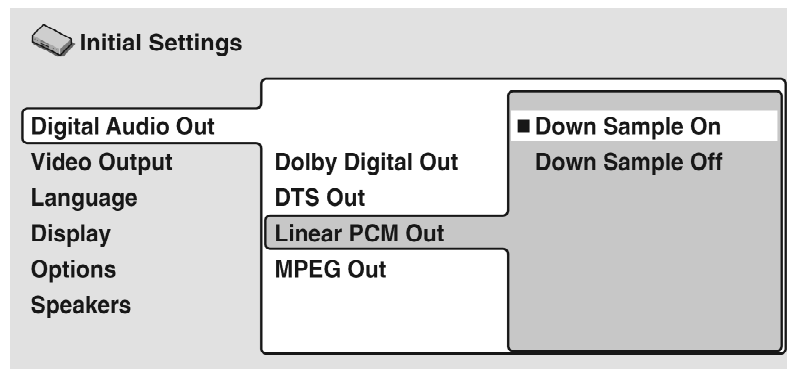 Initial Settings
Digital Audio Out
Video Output
Language
Display
Options
Speakers
Dolby Digital Out
DTS Out
Linear PCM Out
MPEG Out
Down Sample On
Down Sample Off